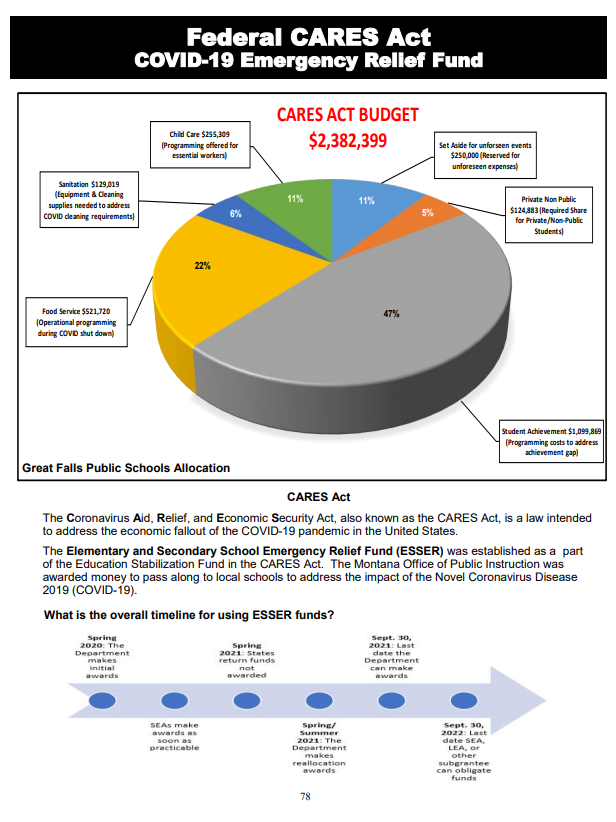 Federal CARES Act
COVID-19 Emergency Relief Fund
CARES ACT BUDGET
$2,382,399
Child Care $255,309
(Programming offered for
essential workers)
Set Aside for unforseen events
$250,000 (Reserved for
unforeseen expenses)
Sanitation $129,019
(Equipment & Cleaning
supplies needed to address
COVID cleaning requirements)
Private Non Public
$124,883 (Required Share
for Private/Non-Public
Students)
11%
11%
6%
5%
22%
47%
Food Service $521,720
(Operational programming
during COVID shut down)
Student Achievement $1,099,869
(Programming costs to address
achievement gap)
Great Falls Public Schools Allocation
CARES Act
The Coronavirus Aid, Relief, and Economic Security Act, also known as the CARES Act, is a law intended
to address the economic fallout of the COVID-19 pandemic in the United States.
The Elementary and Secondary School Emergency Relief Fund (ESSER) was established as a part
of the Education Stabilization Fund in the CARES Act. The Montana Office of Public Instruction was
awarded money to pass along to local schools to address the impact of the Novel Coronavirus Disease
2019 (COVID-19).
What is the overall timeline for using ESSER funds?
Spring
2020: The
Department
makes
initial
awards
SEAs make
awards as
soon as
practicable
Spring
2021: States
return funds
not
awarded
Spring/
Summer
2021: The
Department
makes
reallocation
awards
Sept. 30,
2021: Last
date the
Department
can make
awards
Sept. 30,
2022: Last
date SEA,
LEA, or
other
subgrantee
can obligate
funds
78